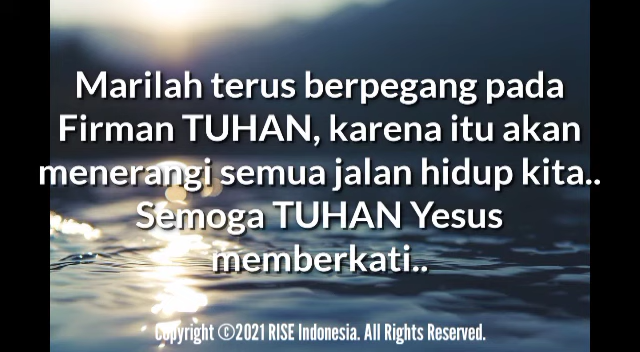 Marilah terus berpegang pada
Firman TUHAN, karena itu akan
menerangi semua jalan hidup kita..
Semoga TUHAN Yesus
memberkati..
Copyright ©2021 RISE Indonesia. All Rights Reserved.